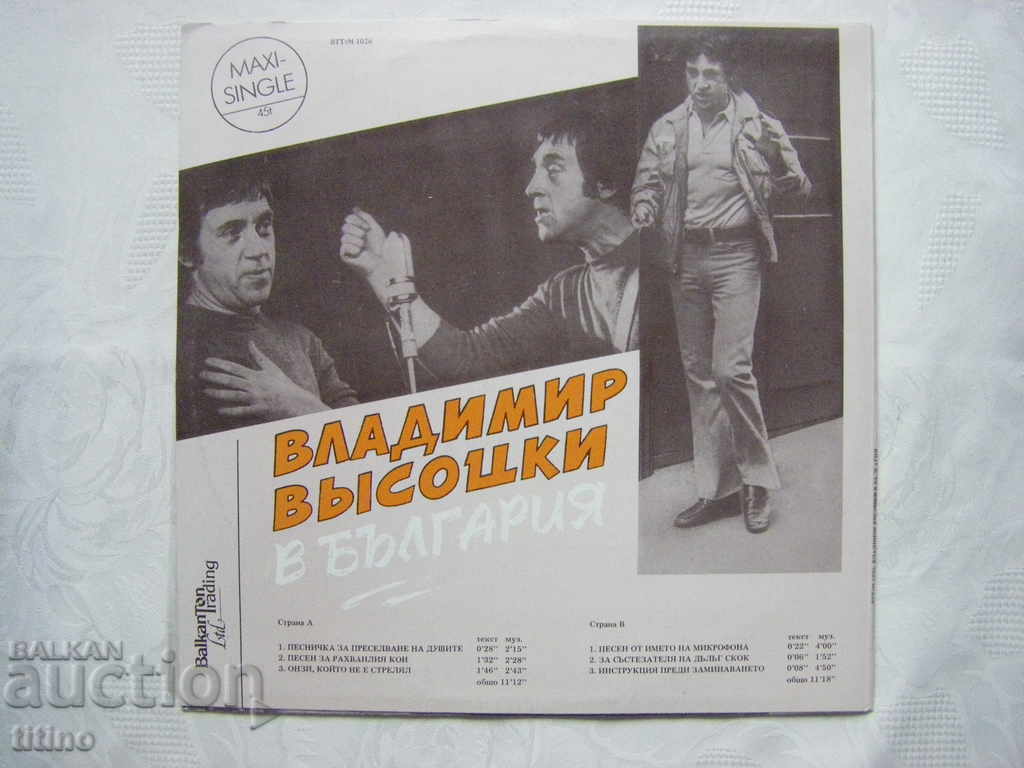 BTTM 1026
MAXI-
SINGLE
45t
ВЛАДИМИР
ВЫСОЦКИ
В БЪЛГАРИЯ
BalkanTon
Ltd. Trading
Страна А
текст муз.
1. ПЕСНИЧКА ЗА ПРЕСЕЛВАНЕ НА ДУШИТЕ 0'28'' 2'15''
2. ПЕСЕН ЗА РАХВАНЛИЯ КОН 1'32'' 2'28''
3. ОНЗИ, КОЙТО НЕ Е СТРЕЛЯЛ 1'46'' 2'43''
общо 11'12''
Страна В
текст муз.
1. ПЕСЕН ОТ ИМЕТО НА МИКРОФОНА 0'22'' 4'00''
2. ЗА СЪСТЕЗАТЕЛЯ НА ДЪЛЪГ СКОК 0'06'' 1'52''
3. ИНСТРУКЦИЯ ПРЕДИ ЗАМИНАВАНЕТО 0'08'' 4'50''
общо 11'18''
BALKAN
auction
titino